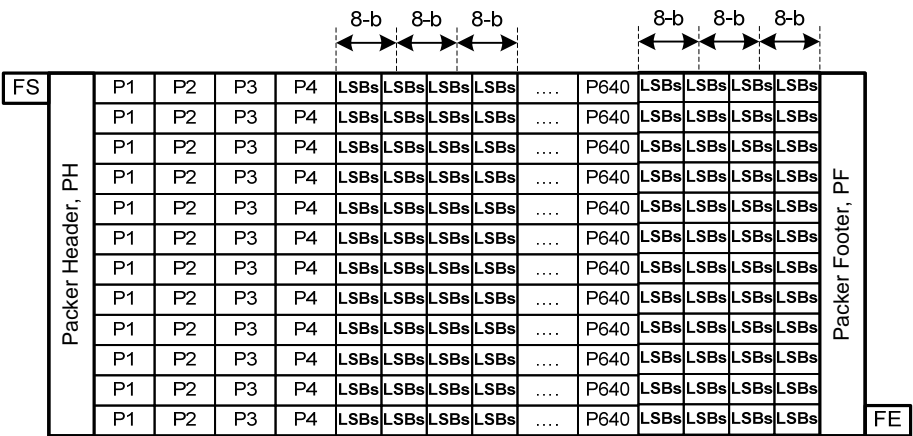 8-b 8-b 8-b 8-b 8-b 8-b
FS P1 P2 P3 P4 LSBs LSBs LSBs LSBs .... P640 LSBs LSBs LSBs LSBs
P1 P2 P3 P4 LSBs LSBs LSBs LSBs .... P640 LSBs LSBs LSBs LSBs
P1 P2 P3 P4 LSBs LSBs LSBs LSBs .... P640 LSBs LSBs LSBs LSBs
P1 P2 P3 P4 LSBs LSBs LSBs LSBs .... P640 LSBs LSBs LSBs LSBs
P1 P2 P3 P4 LSBs LSBs LSBs LSBs .... P640 LSBs LSBs LSBs LSBs
P1 P2 P3 P4 LSBs LSBs LSBs LSBs .... P640 LSBs LSBs LSBs LSBs
P1 P2 P3 P4 LSBs LSBs LSBs LSBs .... P640 LSBs LSBs LSBs LSBs
P1 P2 P3 P4 LSBs LSBs LSBs LSBs .... P640 LSBs LSBs LSBs LSBs
P1 P2 P3 P4 LSBs LSBs LSBs LSBs .... P640 LSBs LSBs LSBs LSBs
P1 P2 P3 P4 LSBs LSBs LSBs LSBs .... P640 LSBs LSBs LSBs LSBs
P1 P2 P3 P4 LSBs LSBs LSBs LSBs .... P640 LSBs LSBs LSBs LSBs
P1 P2 P3 P4 LSBs LSBs LSBs LSBs .... P640 LSBs LSBs LSBs LSBs FE
Packer Header, PH
Packer Footer, PF